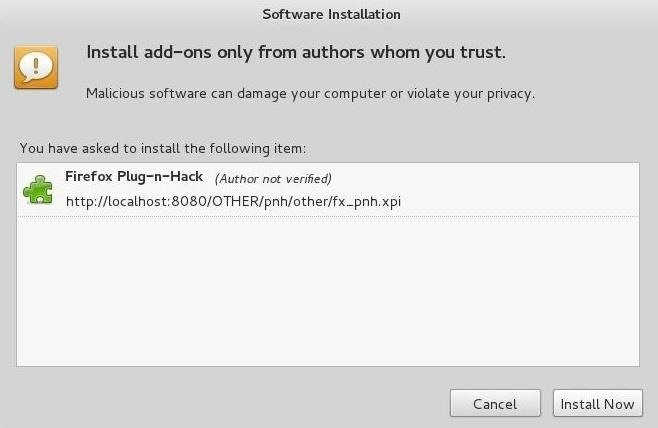 Software Installation
Install add-ons only from authors whom you trust.
Malicious software can damage your computer or violate your privacy.
You have asked to install the following item:
Firefox Plug-n-Hack (Author not verified)
http://localhost:8080/OTHER/pnh/other/fx_pnh.xpi
Cancel Install Now